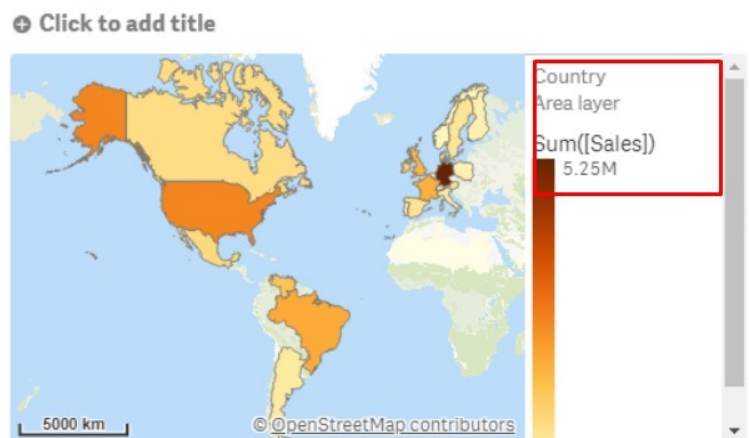 Click to add title
Country
Area layer
Sum([Sales])
5.25M
5000 km
© OpenStreetMap contributors